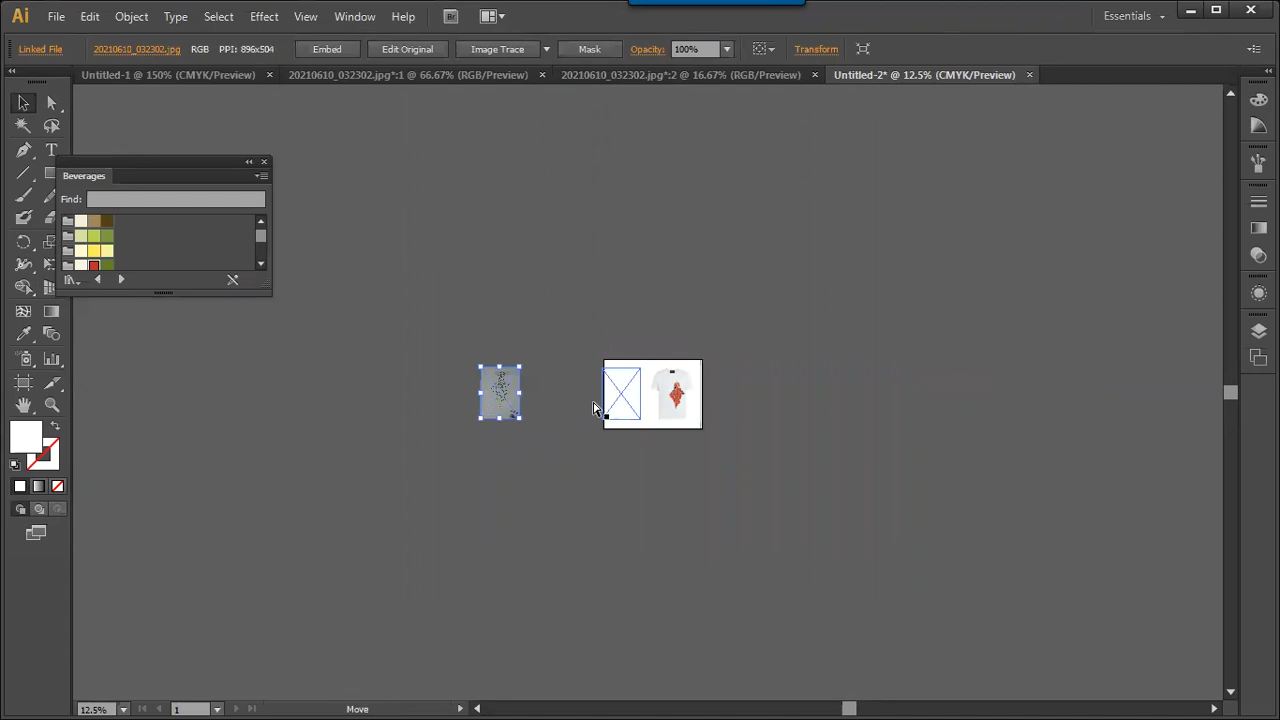 Ai File Edit Object Type Select Effect View Window Help Br Essentials
Linked File 20210610_032302.jpg RGB PPI: 896x504 Embed Edit Original Image Trace Mask Opacity: 100% Transform
Untitled-1 @ 150% (CMYK/Preview) × 20210610_032302.jpg*:1 @ 66.67% (RGB/Preview) × 20210610_032302.jpg*:2 @ 16.67% (RGB/Preview) × Untitled-2* @ 12.5% (CMYK/Preview) ×
Beverages
Find:
12.5% 1 Move